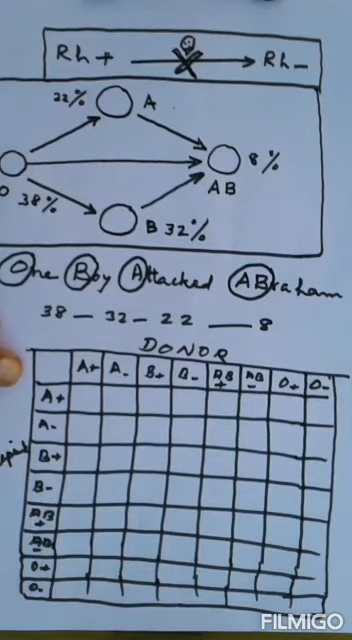 Rh+ Rh-
22% A
8%
AB
O 38%
B 32%
One Boy Attacked ABraham
38 - 32 - 22 - 8
DONOR
A+ A- B+ B- AB+ AB- O+ O-
A+
A-
B+
B-
AB+
AB-
O+
O-
FILMIGO